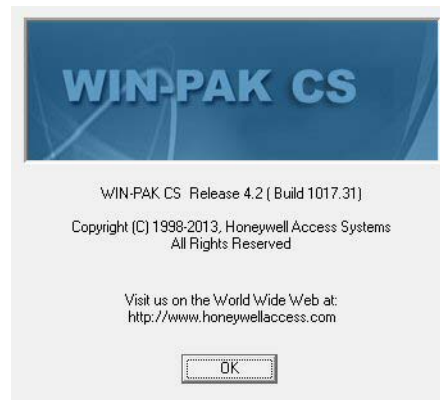 WIN-PAK CS
WIN-PAK CS Release 4.2 ( Build 1017.31)
Copyright (C) 1998-2013, Honeywell Access Systems
All Rights Reserved
Visit us on the World Wide Web at:
http://www.honeywellaccess.com
OK